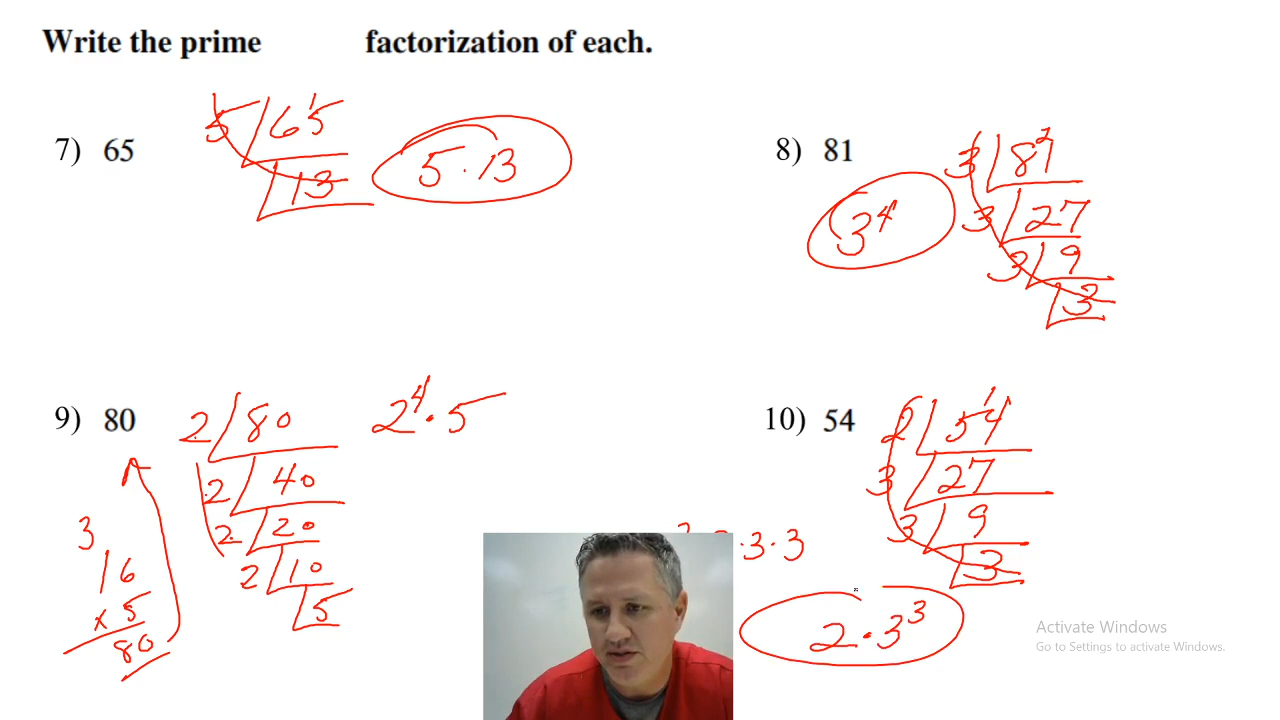 Write the prime factorization of each.
7) 65
5 65
13
5 · 13
8) 81
3 81
3 27
3 9
3
3⁴
9) 80
2 80
2 40
2 20
2 10
5
2⁴ · 5
3
16
x 5
80
10) 54
2 54
3 27
3 9
3
· 3 · 3
2 · 3³
Activate Windows
Go to Settings to activate Windows.